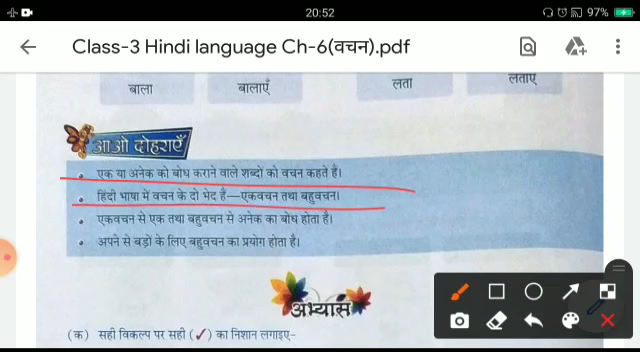 20:52
97%
Class-3 Hindi language Ch-6(वचन).pdf
बाला
बालाएँ
लता
लताएँ
आओ दोहराएँ
एक या अनेक को बोध कराने वाले शब्दों को वचन कहते हैं।
हिंदी भाषा में वचन के दो भेद हैं—एकवचन तथा बहुवचन।
एकवचन से एक तथा बहुवचन से अनेक का बोध होता है।
अपने से बड़ों के लिए बहुवचन का प्रयोग होता है।
अभ्यास
(क) सही विकल्प पर सही (✓) का निशान लगाइए-